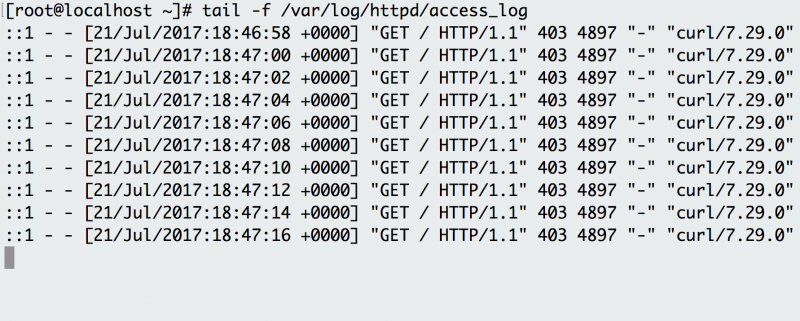 [root@localhost ~]# tail -f /var/log/httpd/access_log
::1 - - [21/Jul/2017:18:46:58 +0000] "GET / HTTP/1.1" 403 4897 "-" "curl/7.29.0"
::1 - - [21/Jul/2017:18:47:00 +0000] "GET / HTTP/1.1" 403 4897 "-" "curl/7.29.0"
::1 - - [21/Jul/2017:18:47:02 +0000] "GET / HTTP/1.1" 403 4897 "-" "curl/7.29.0"
::1 - - [21/Jul/2017:18:47:04 +0000] "GET / HTTP/1.1" 403 4897 "-" "curl/7.29.0"
::1 - - [21/Jul/2017:18:47:06 +0000] "GET / HTTP/1.1" 403 4897 "-" "curl/7.29.0"
::1 - - [21/Jul/2017:18:47:08 +0000] "GET / HTTP/1.1" 403 4897 "-" "curl/7.29.0"
::1 - - [21/Jul/2017:18:47:10 +0000] "GET / HTTP/1.1" 403 4897 "-" "curl/7.29.0"
::1 - - [21/Jul/2017:18:47:12 +0000] "GET / HTTP/1.1" 403 4897 "-" "curl/7.29.0"
::1 - - [21/Jul/2017:18:47:14 +0000] "GET / HTTP/1.1" 403 4897 "-" "curl/7.29.0"
::1 - - [21/Jul/2017:18:47:16 +0000] "GET / HTTP/1.1" 403 4897 "-" "curl/7.29.0"